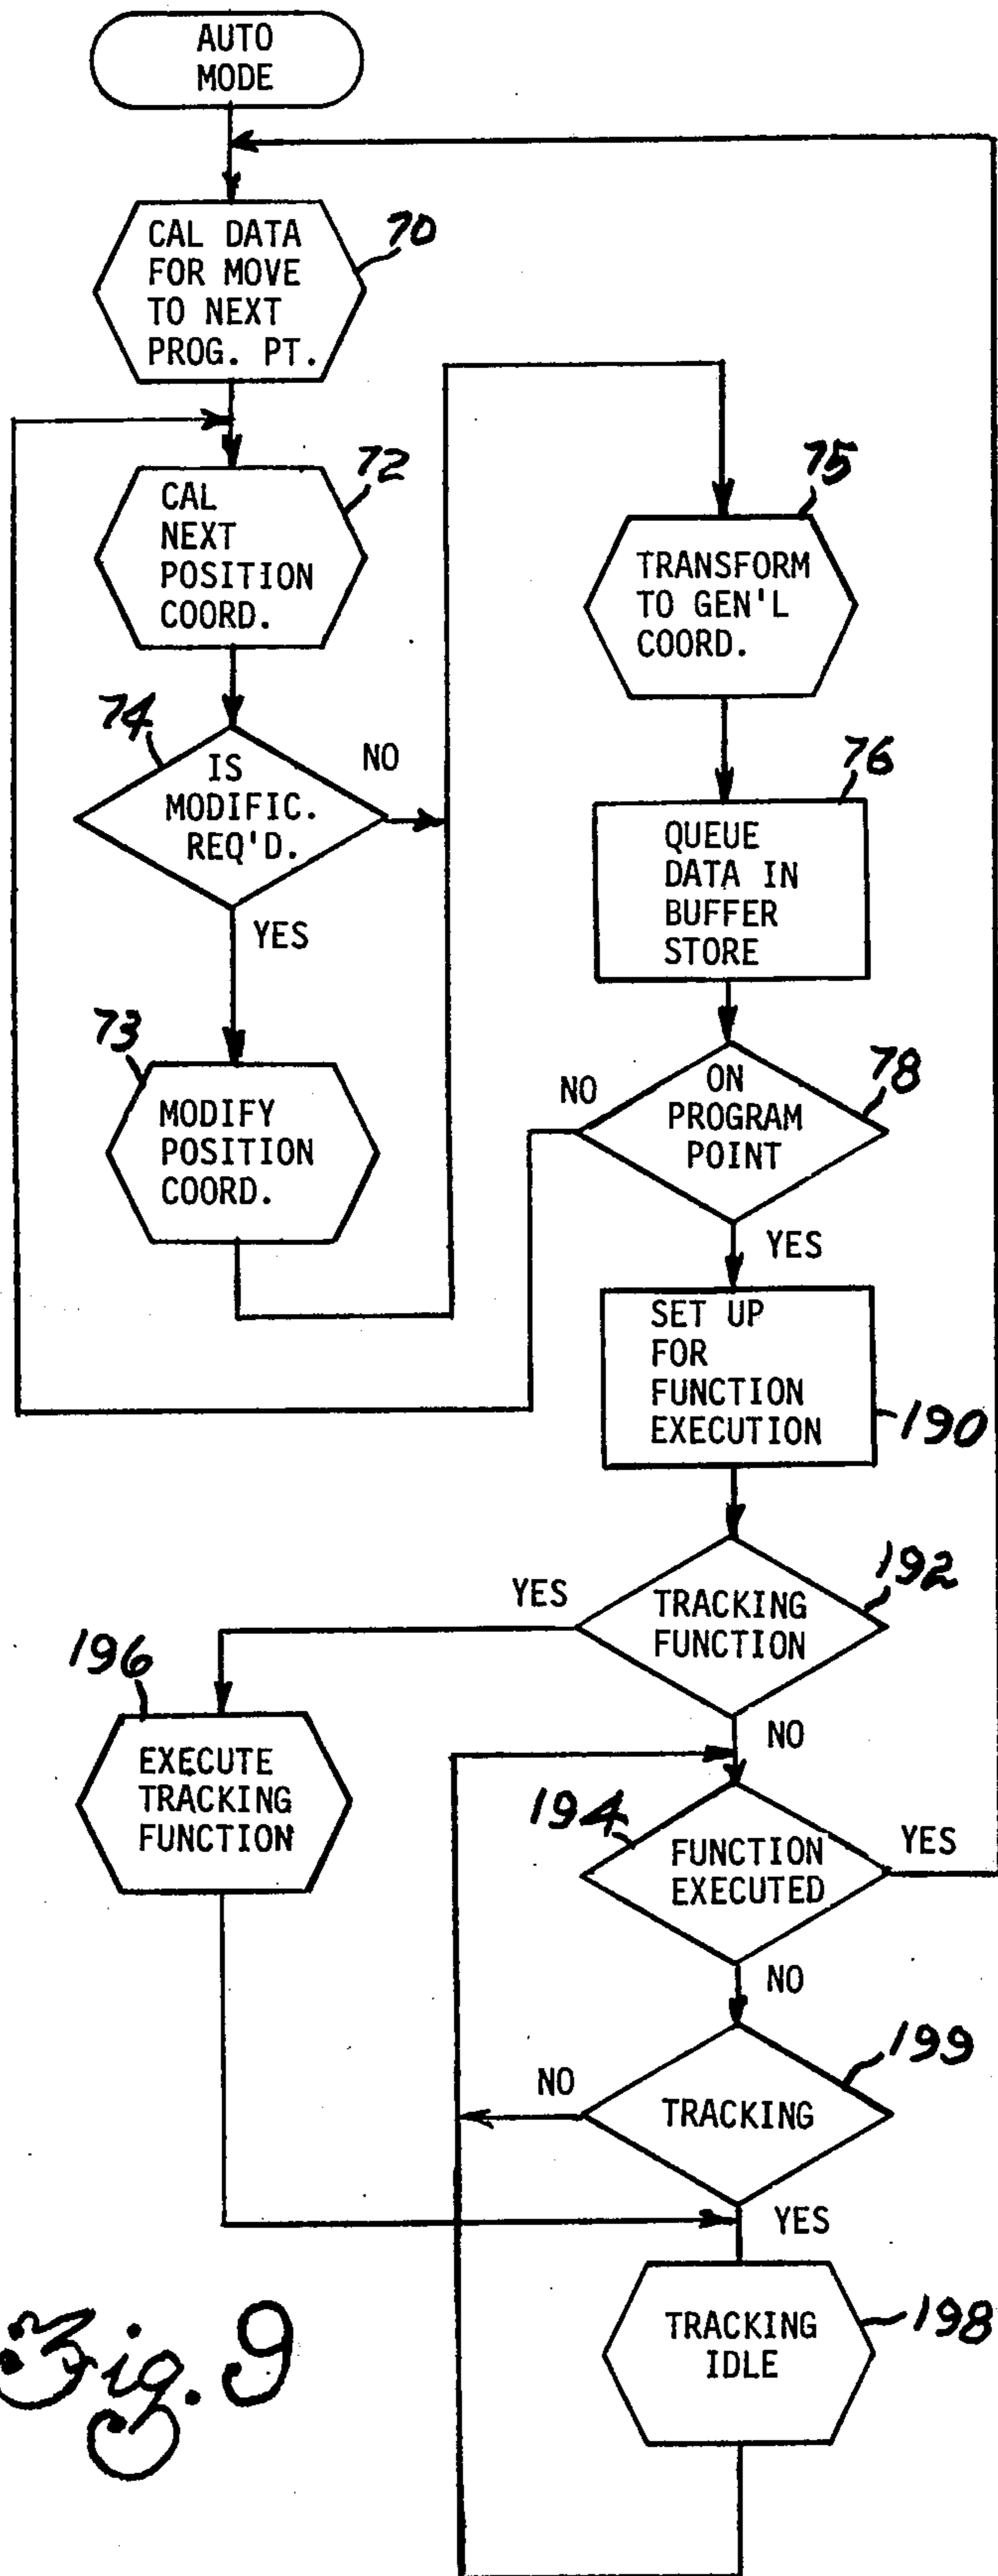 AUTO
MODE
CAL DATA
FOR MOVE
TO NEXT
PROG. PT.
70
CAL
NEXT
POSITION
COORD.
72
74
IS
MODIFIC.
REQ'D.
NO
YES
73
MODIFY
POSITION
COORD.
75
TRANSFORM
TO GEN'L
COORD.
76
QUEUE
DATA IN
BUFFER
STORE
78
ON
PROGRAM
POINT
NO
YES
SET UP
FOR
FUNCTION
EXECUTION
190
192
TRACKING
FUNCTION
YES
NO
196
EXECUTE
TRACKING
FUNCTION
194
FUNCTION
EXECUTED
YES
NO
199
TRACKING
NO
YES
TRACKING
IDLE
198
Fig. 9